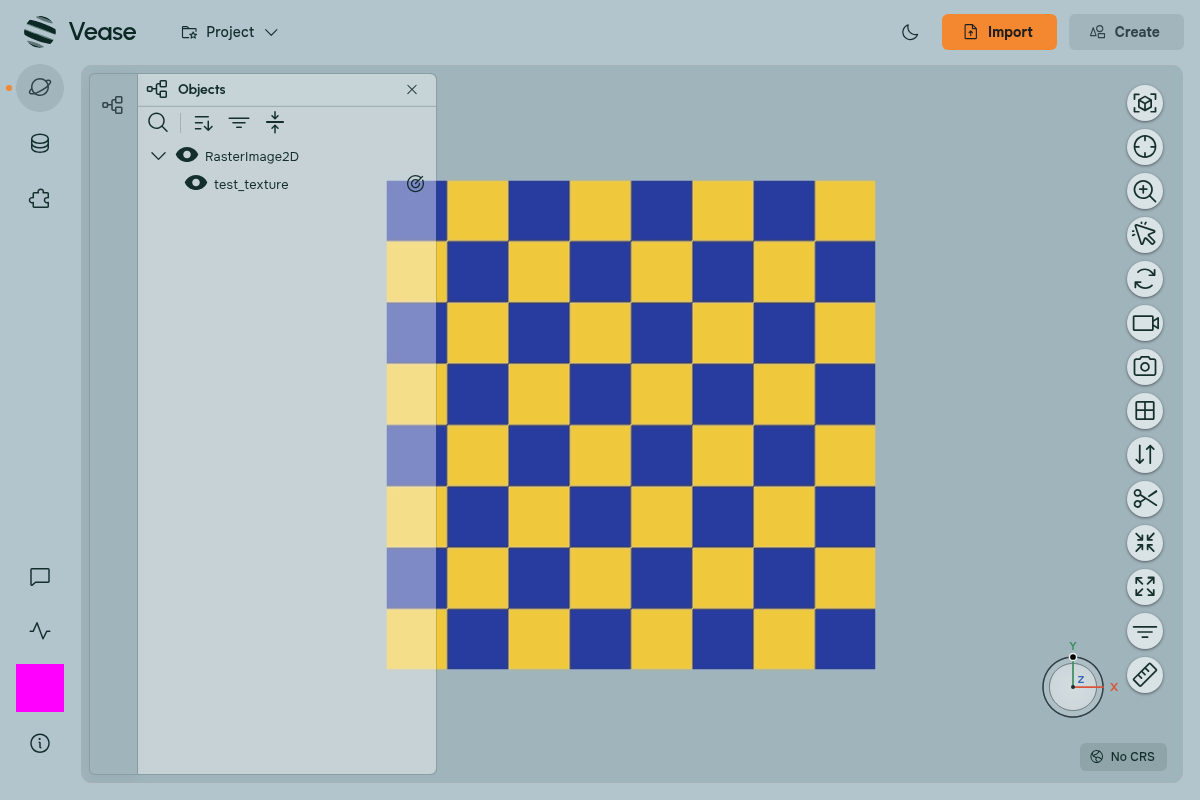 Vease
Project
Import
Create
Objects
RasterImage2D
test_texture
Y
Z
X
No CRS